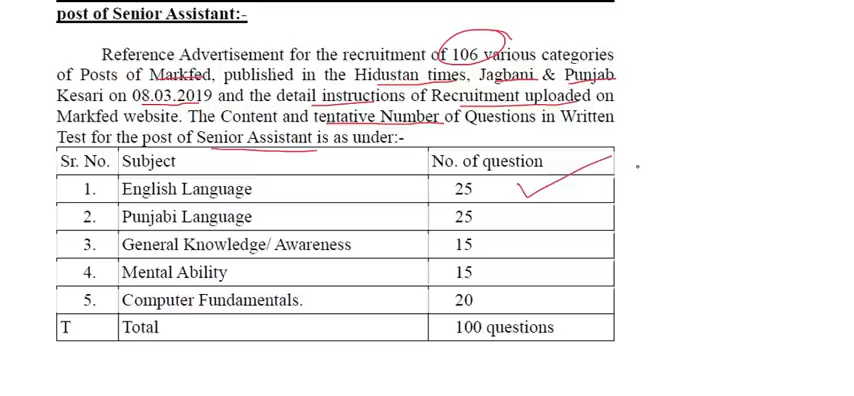 post of Senior Assistant:-
Reference Advertisement for the recruitment of 106 various categories
of Posts of Markfed, published in the Hidustan times, Jagbani & Punjab
Kesari on 08.03.2019 and the detail instructions of Recruitment uploaded on
Markfed website. The Content and tentative Number of Questions in Written
Test for the post of Senior Assistant is as under:-
Sr. No. Subject No. of question
1. English Language 25
2. Punjabi Language 25
3. General Knowledge/ Awareness 15
4. Mental Ability 15
5. Computer Fundamentals. 20
T Total 100 questions